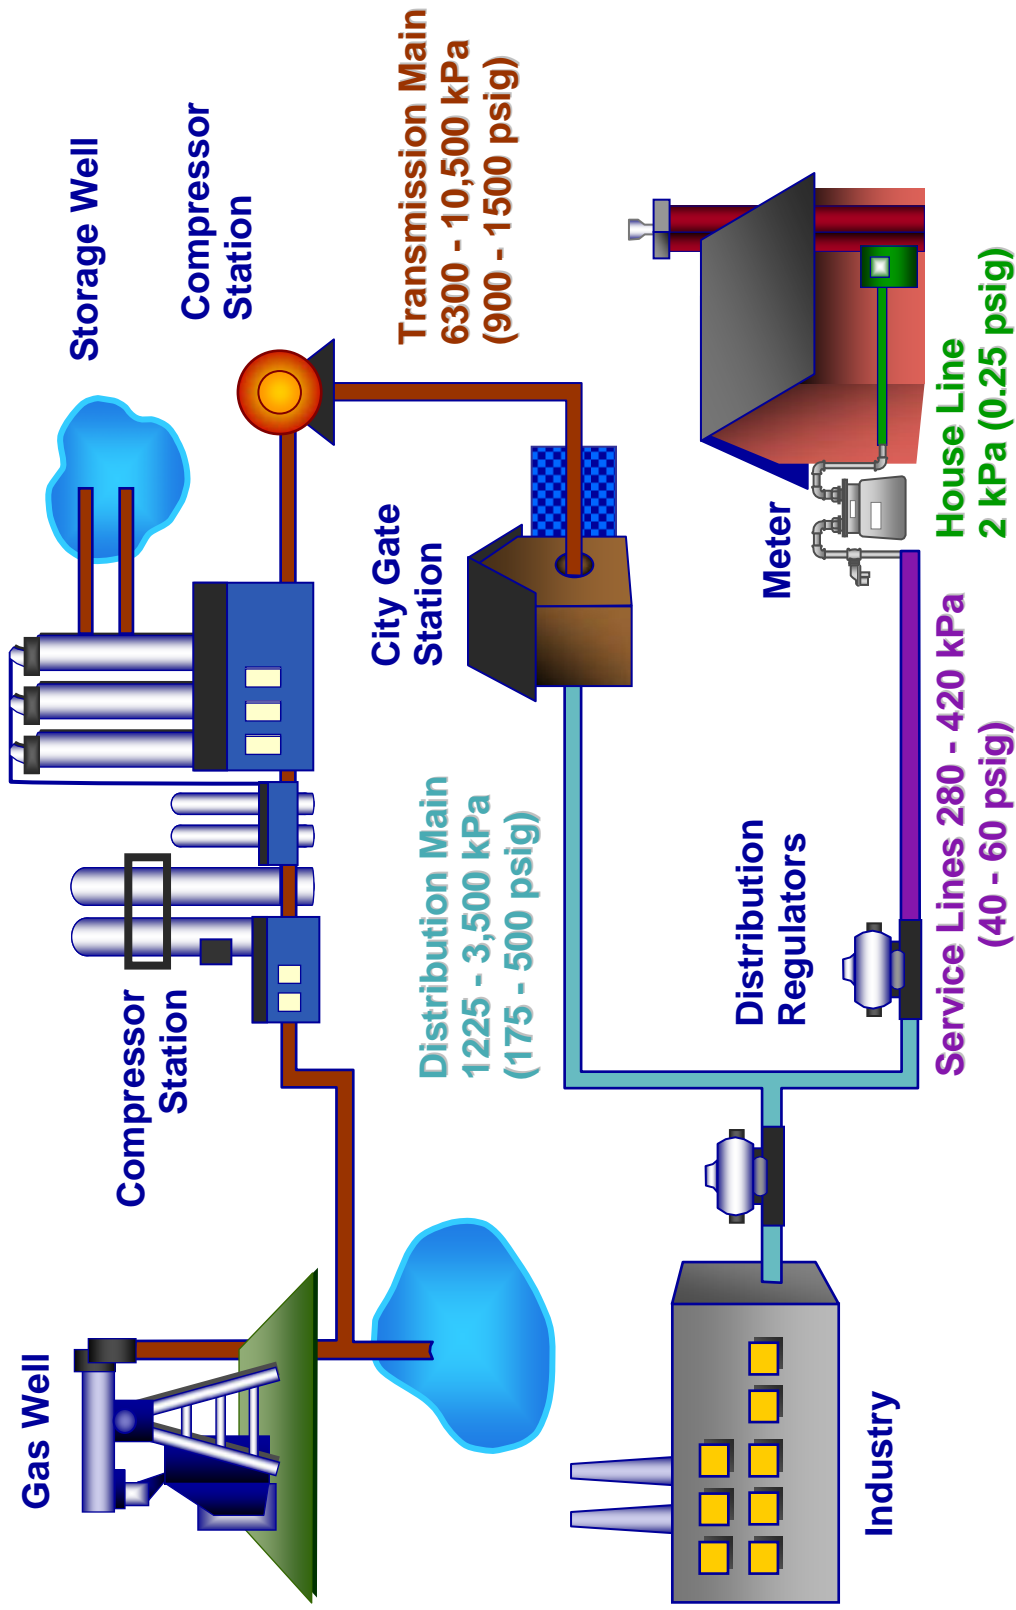 Gas Well
Compressor
Station
Storage Well
Compressor
Station
Transmission Main
6300 - 10,500 kPa
(900 - 1500 psig)
City Gate
Station
Distribution Main
1225 - 3,500 kPa
(175 - 500 psig)
Distribution
Regulators
Meter
Industry
Service Lines 280 - 420 kPa
(40 - 60 psig)
House Line
2 kPa (0.25 psig)